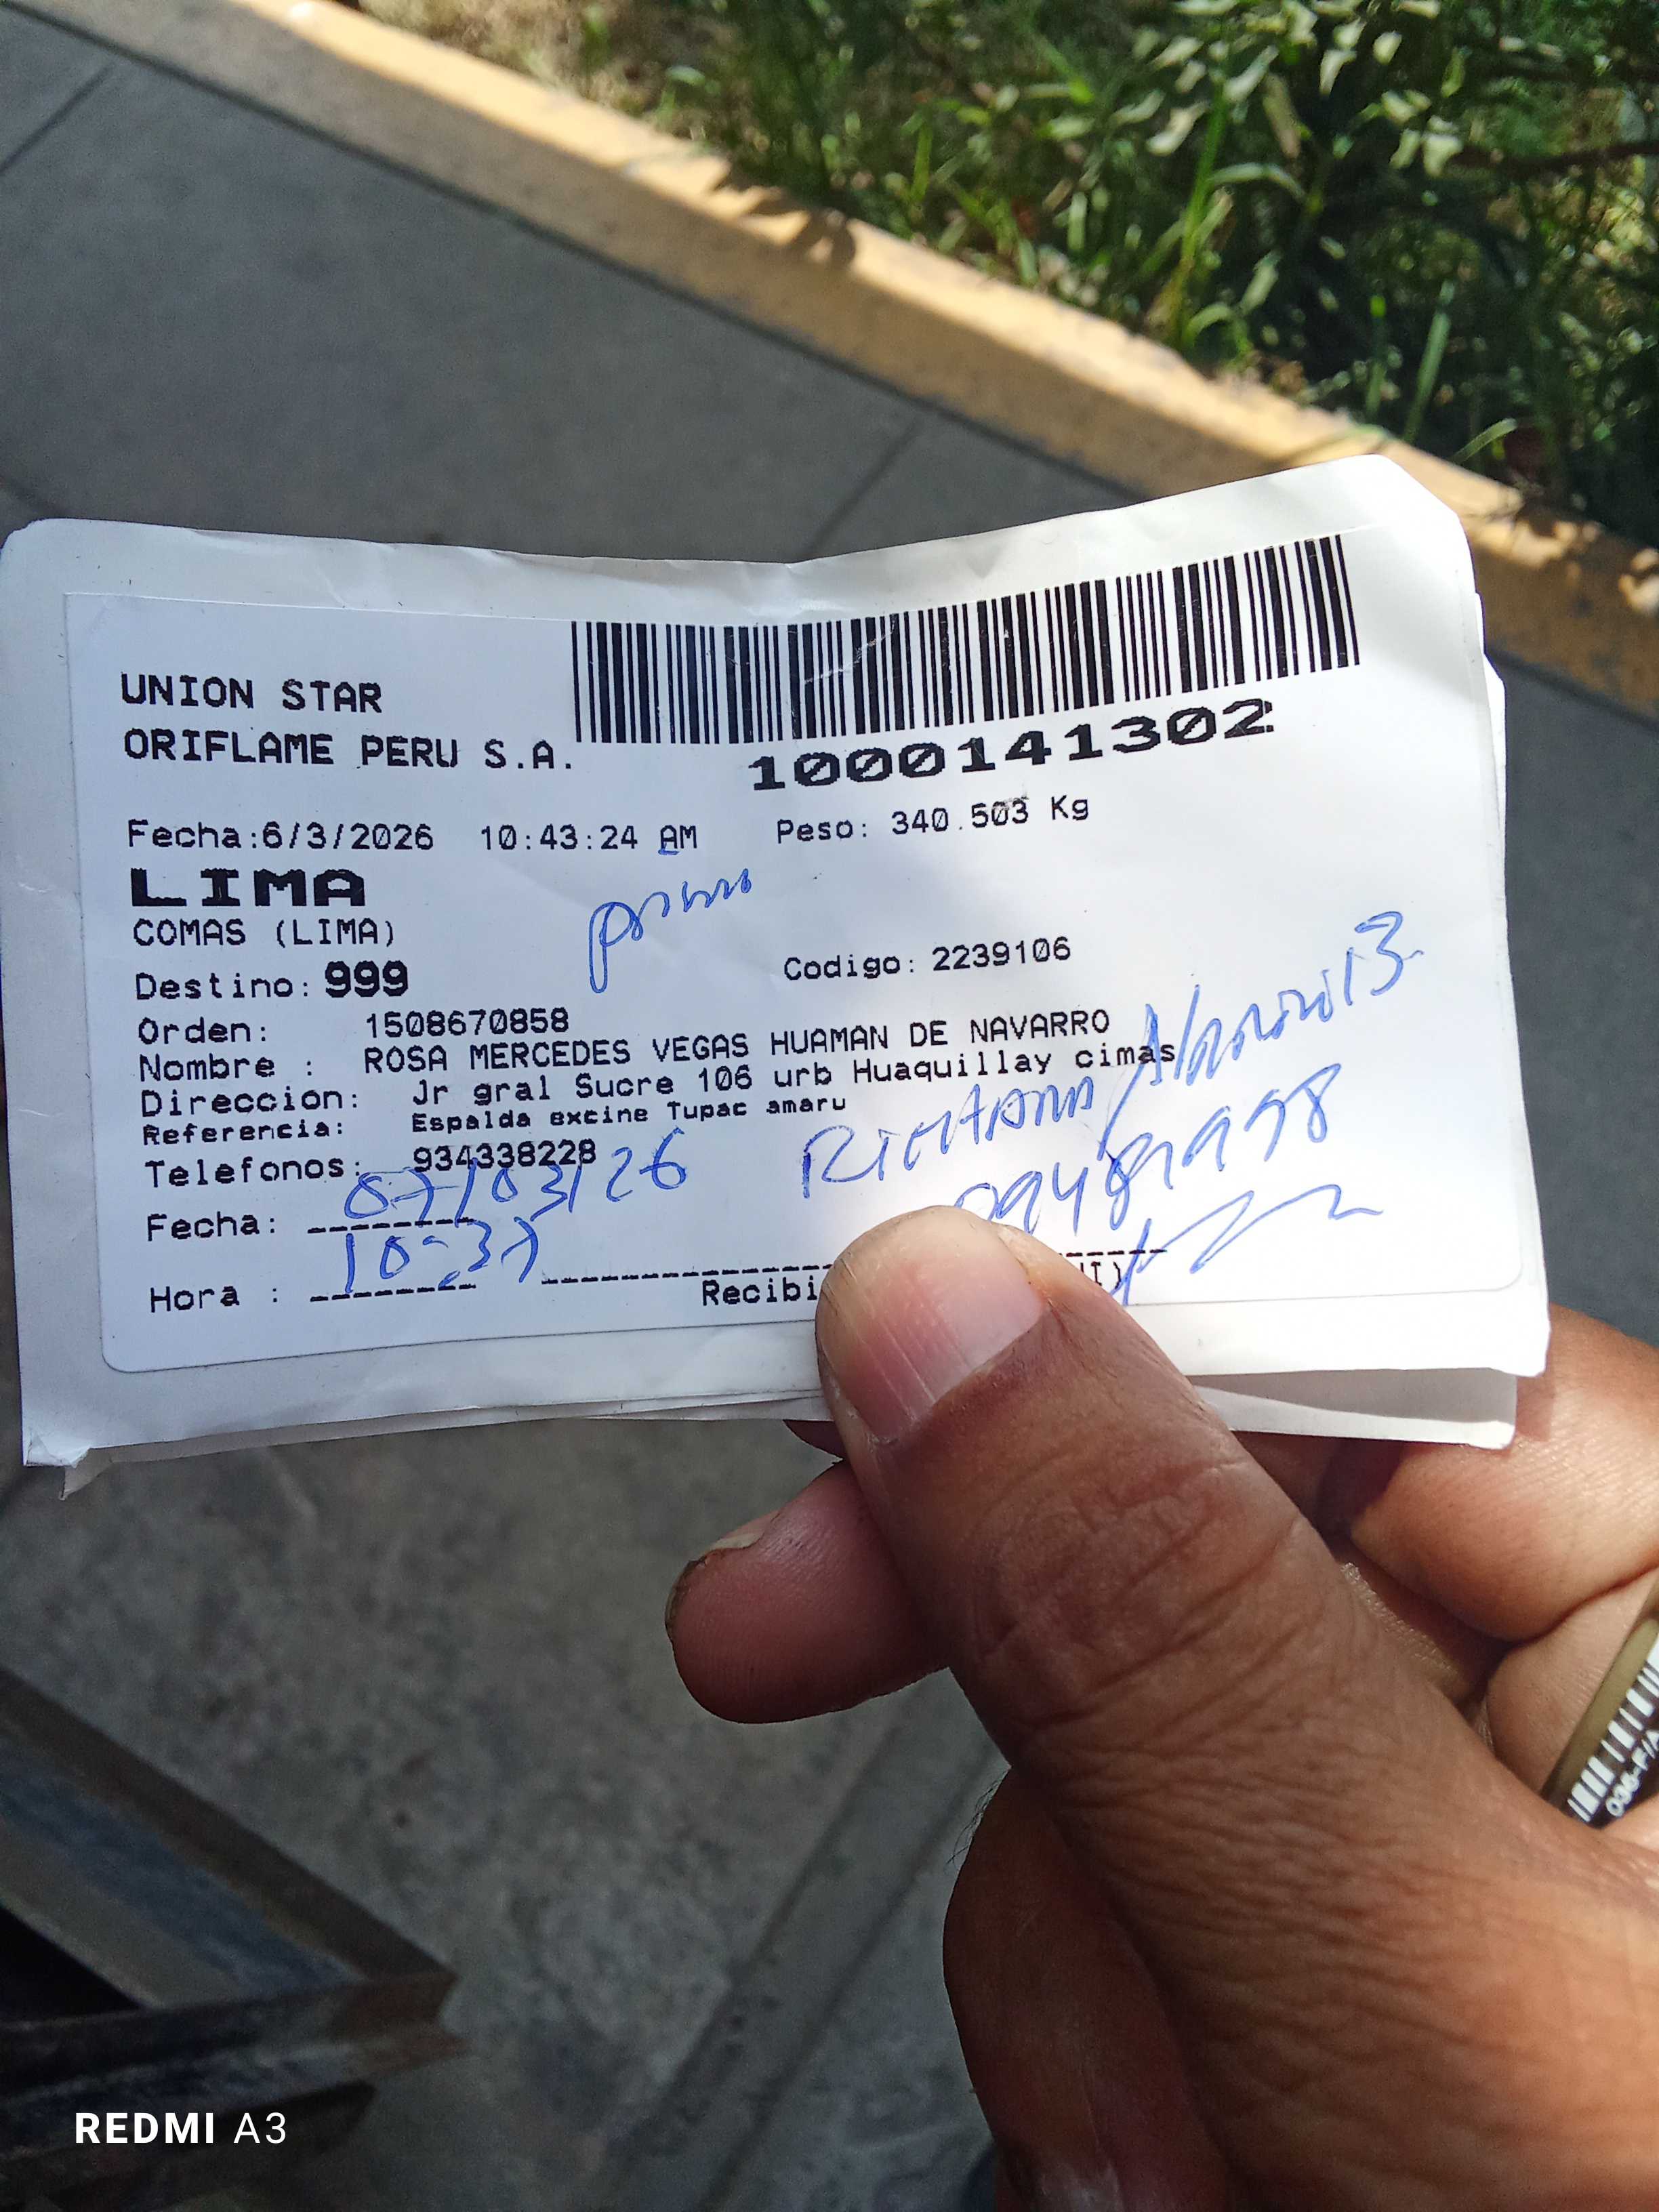 UNION STAR
ORIFLAME PERU S.A.
1000141302
Fecha:6/3/2026 10:43:24 AM Peso: 340.503 Kg
LIMA
COMAS (LIMA)
Destino: 999 Codigo: 2239106
Orden: 1508670858
Nombre : ROSA MERCEDES VEGAS HUAMAN DE NAVARRO
Direccion: Jr gral Sucre 106 urb Huaquillay cimas
Referencia: Espalda excine Tupac amaru
Telefonos: 934338228
Fecha: 07/03/26
Hora : 10:37
Recibi
REDMI A3